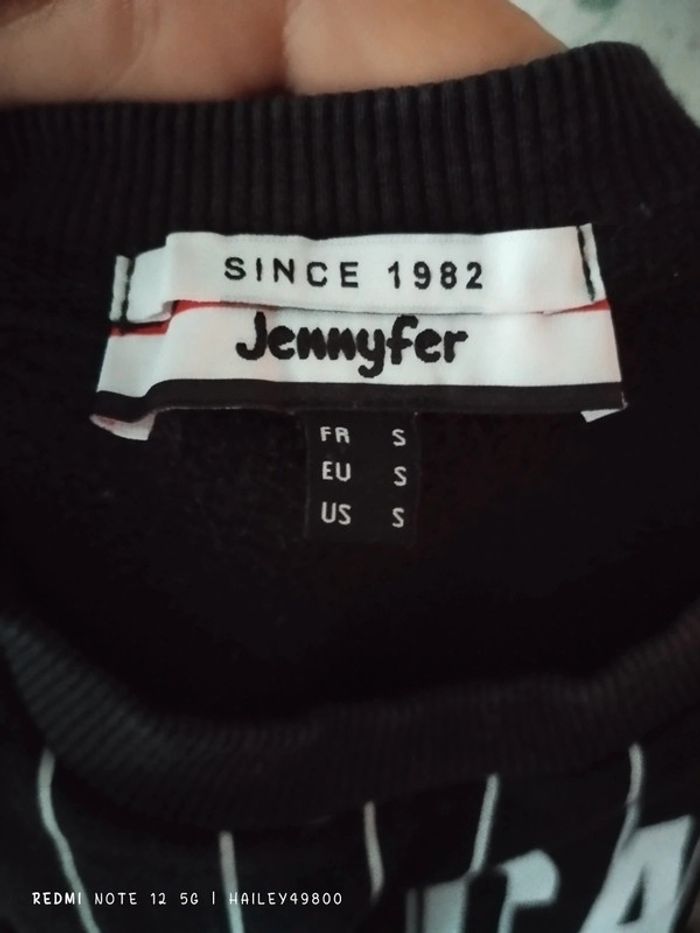 SINCE 1982
Jennyfer
FR S
EU S
US S
REDMI NOTE 12 5G | HAILEY49800